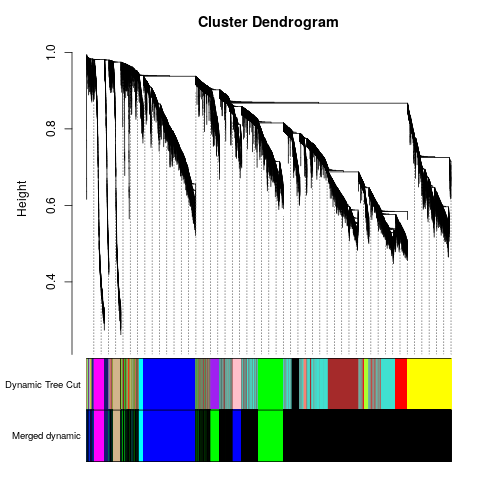 Cluster Dendrogram
Height
1.0
0.8
0.6
0.4
Dynamic Tree Cut
Merged dynamic